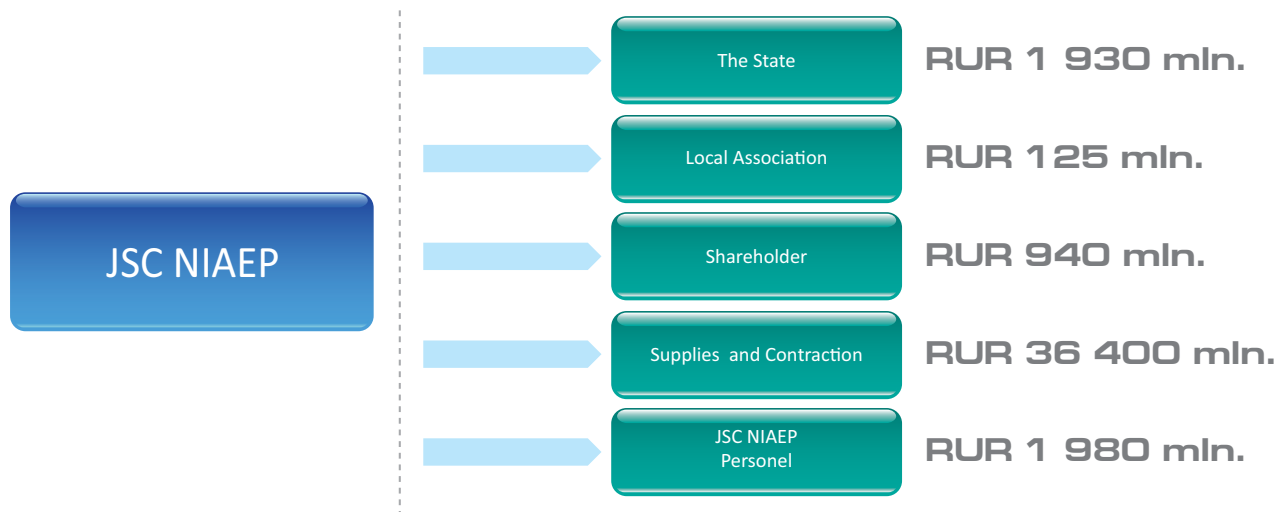 JSC NIAEP
The State
RUR 1 930 mln.
Local Association
RUR 125 mln.
Shareholder
RUR 940 mln.
Supplies and Contraction
RUR 36 400 mln.
JSC NIAEP
Personel
RUR 1 980 mln.